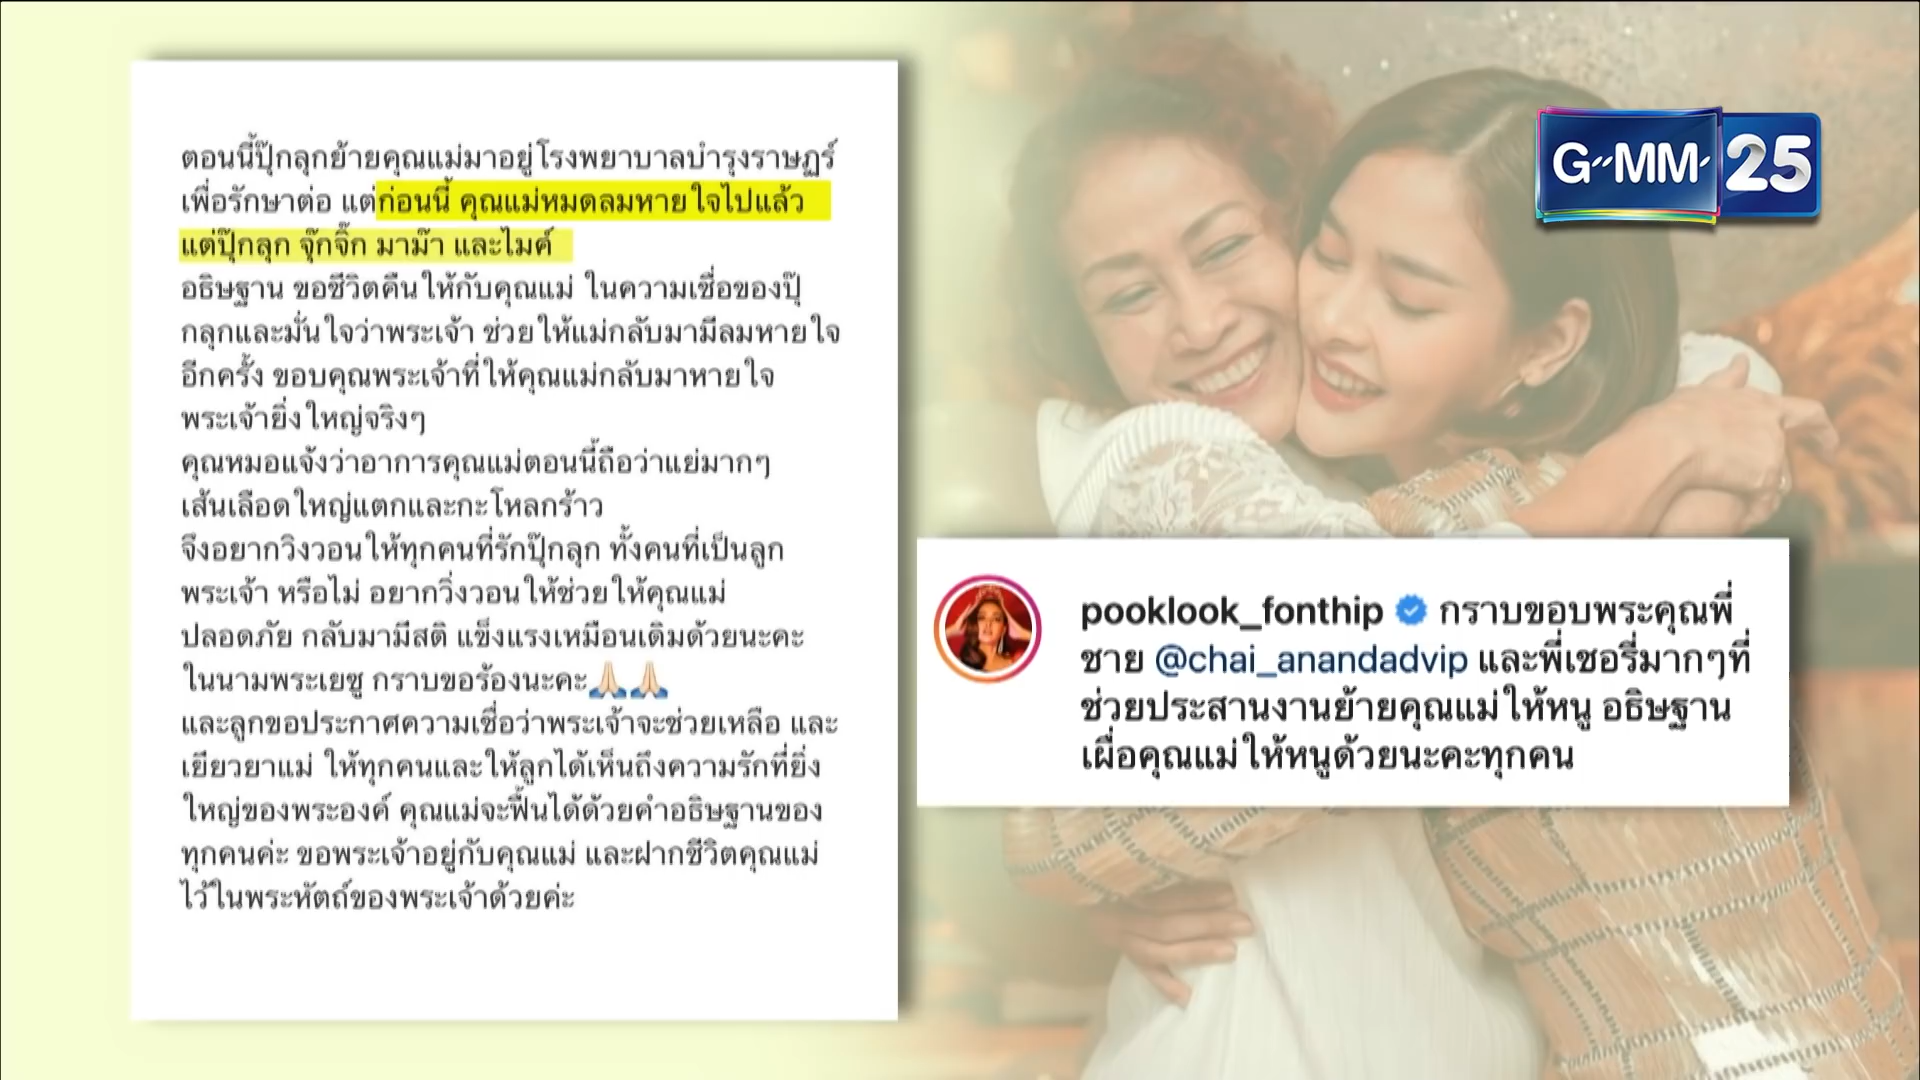 ตอนนี้ปุ๊กลุกย้ายคุณแม่มาอยู่โรงพยาบาลบำรุงราษฏร์
เพื่อรักษาต่อ แต่ก่อนนี้ คุณแม่หมดลมหายใจไปแล้ว
แต่ปุ๊กลุก จุ๊กจิ๊ก มาม๊า และไมค์
อธิษฐาน ขอชีวิตคืนให้กับคุณแม่ ในความเชื่อของปุ๊
กลุกและมั่นใจว่าพระเจ้า ช่วยให้แม่กลับมามีลมหายใจ
อีกครั้ง ขอบคุณพระเจ้าที่ให้คุณแม่กลับมาหายใจ
พระเจ้ายิ่งใหญ่จริงๆ
คุณหมอแจ้งว่าอาการคุณแม่ตอนนี้ถือว่าแย่มากๆ
เส้นเลือดใหญ่แตกและกะโหลกร้าว
จึงอยากวิงวอนให้ทุกคนที่รักปุ๊กลุก ทั้งคนที่เป็นลูก
พระเจ้า หรือไม่ อยากวิ่งวอนให้ช่วยให้คุณแม่
ปลอดภัย กลับมามีสติ แข็งแรงเหมือนเดิมด้วยนะคะ
ในนามพระเยซู กราบขอร้องนะคะ🙏🏻🙏🏻
และลูกขอประกาศความเชื่อว่าพระเจ้าจะช่วยเหลือ และ
เยียวยาแม่ ให้ทุกคนและให้ลูกได้เห็นถึงความรักที่ยิ่ง
ใหญ่ของพระองค์ คุณแม่จะฟื้นได้ด้วยคำอธิษฐานของ
ทุกคนค่ะ ขอพระเจ้าอยู่กับคุณแม่ และฝากชีวิตคุณแม่
ไว้ในพระหัตถ์ของพระเจ้าด้วยค่ะ
GMM 25
pooklook_fonthip กราบขอบพระคุณพี่
ชาย @chai_anandadvip และพี่เชอรี่มากๆที่
ช่วยประสานงานย้ายคุณแม่ให้หนู อธิษฐาน
เผื่อคุณแม่ให้หนูด้วยนะคะทุกคน